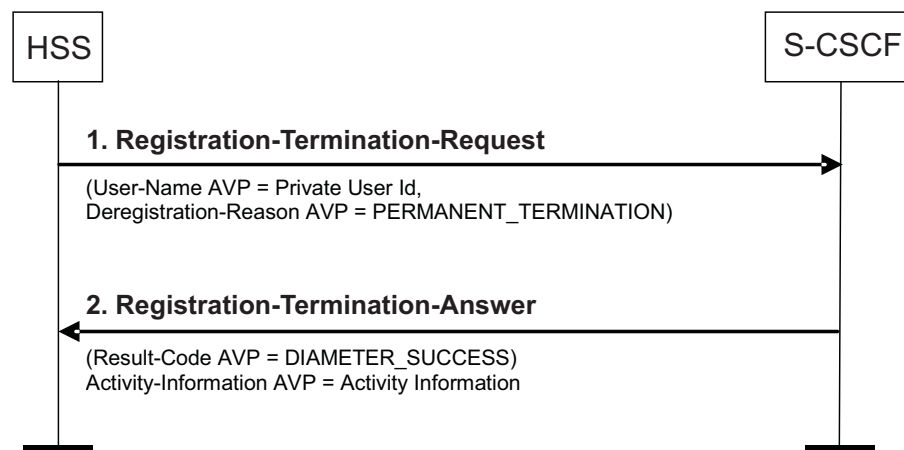 HSS
S-CSCF
1. Registration-Termination-Request
(User-Name AVP = Private User Id,
Deregistration-Reason AVP = PERMANENT_TERMINATION)
2. Registration-Termination-Answer
(Result-Code AVP = DIAMETER_SUCCESS)
Activity-Information AVP = Activity Information